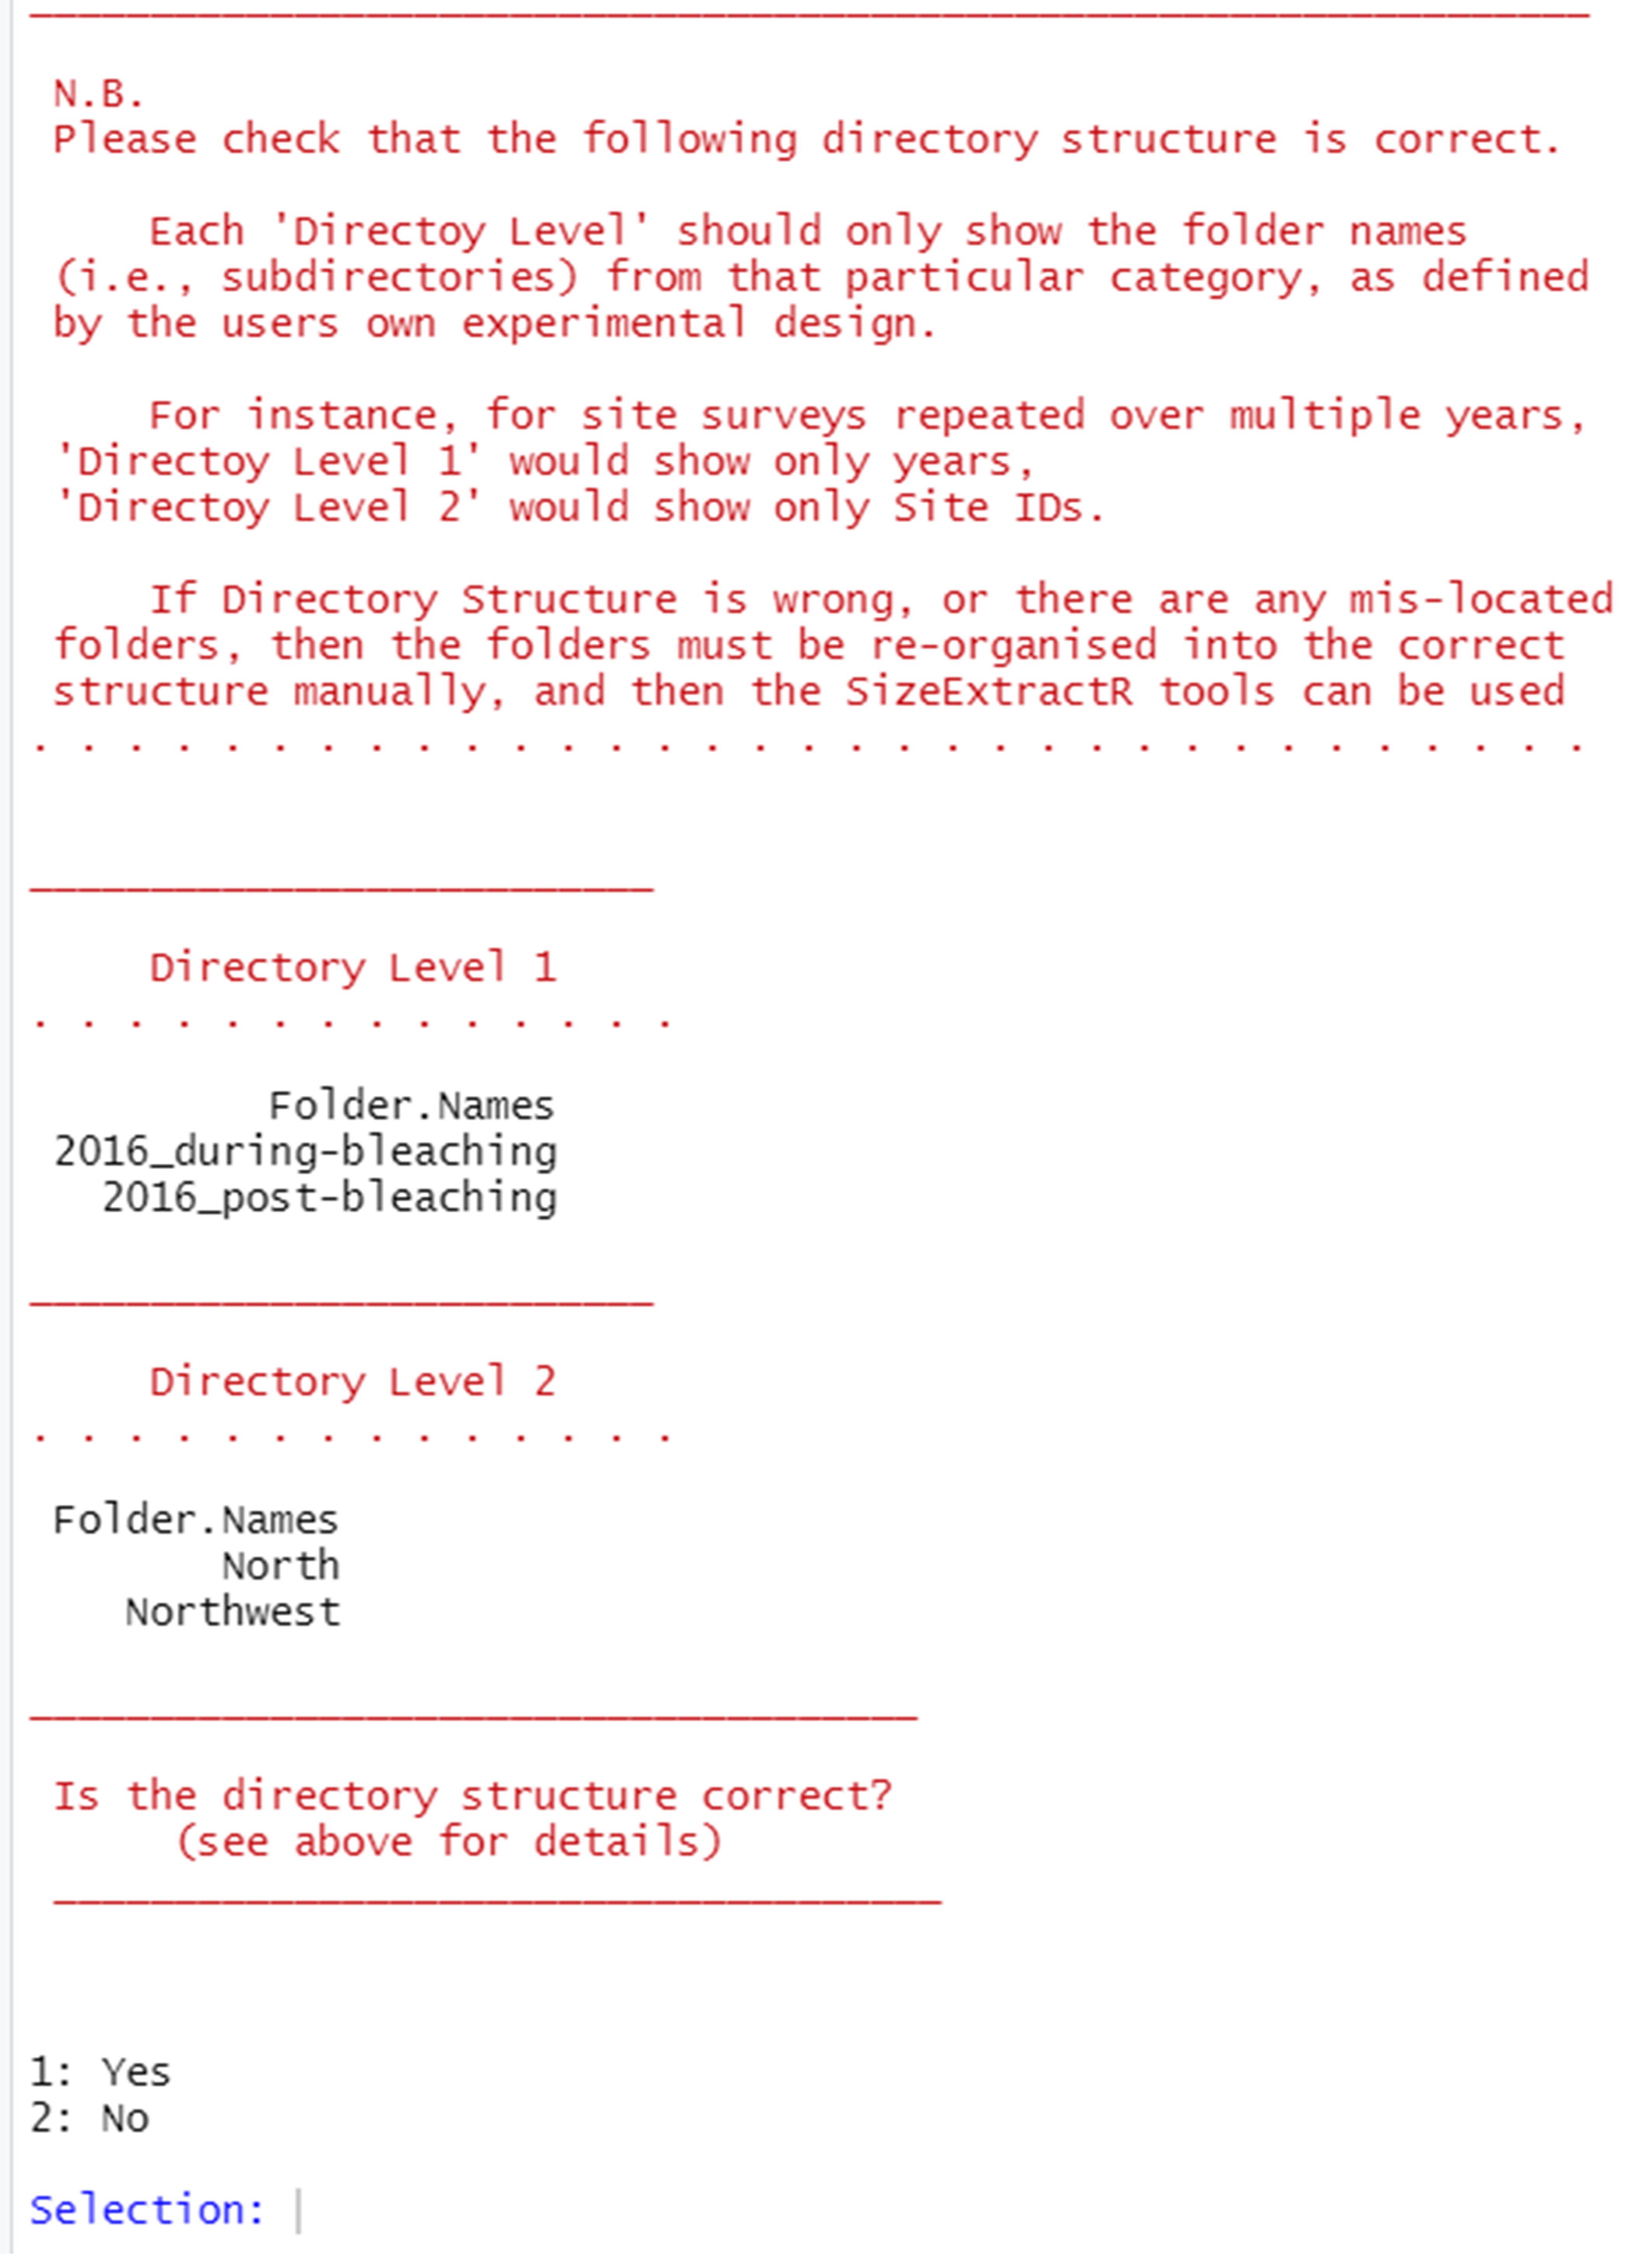 N.B.
Please check that the following directory structure is correct.
Each 'Directoy Level' should only show the folder names
(i.e., subdirectories) from that particular category, as defined
by the users own experimental design.
For instance, for site surveys repeated over multiple years,
'Directoy Level 1' would show only years,
'Directoy Level 2' would show only Site IDs.
If Directory Structure is wrong, or there are any mis-located
folders, then the folders must be re-organised into the correct
structure manually, and then the SizeExtractR tools can be used
. . . . . . . . . . . . . . . . . . . . . . . . . . . . . . . . .
Directory Level 1
. . . . . . . . . . . . . .
Folder.Names
2016_during-bleaching
2016_post-bleaching
Directory Level 2
. . . . . . . . . . . . . .
Folder.Names
North
Northwest
Is the directory structure correct?
(see above for details)
1: Yes
2: No
Selection: